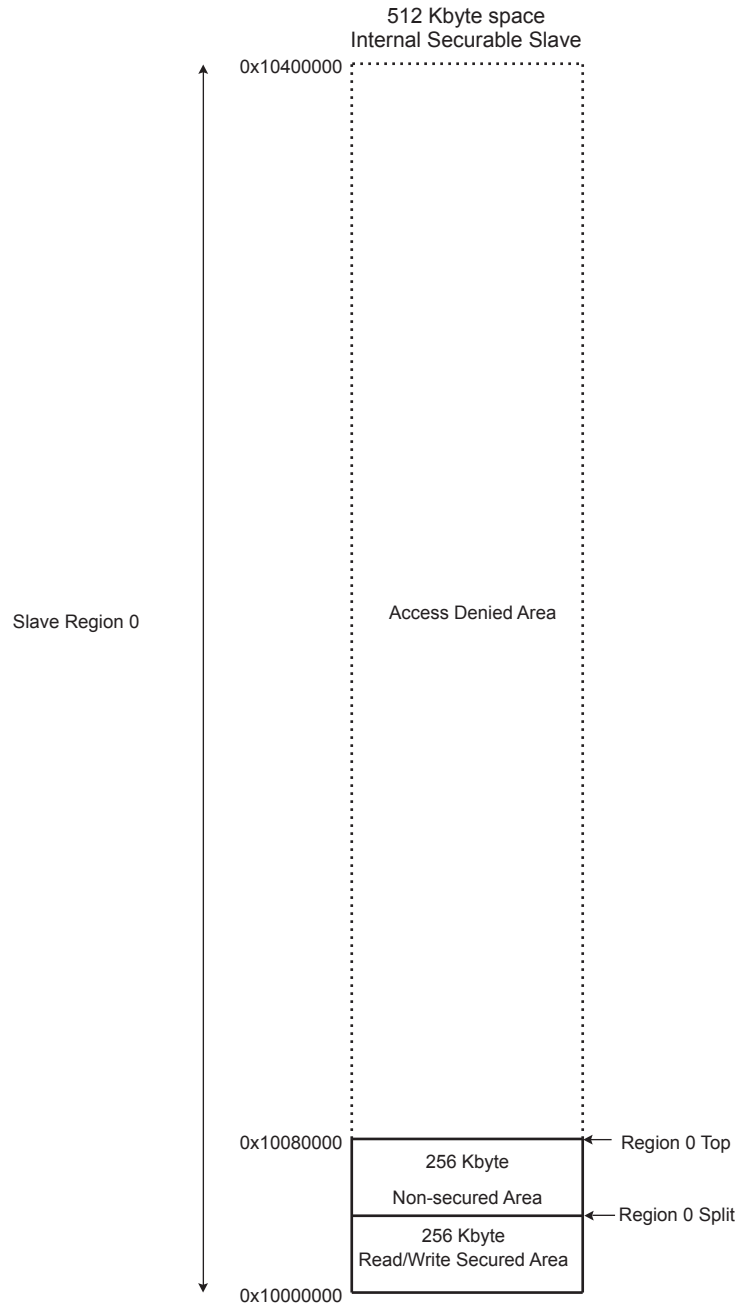 512 Kbyte space
Internal Securable Slave
0x10400000
Access Denied Area
Slave Region 0
0x10080000
Region 0 Top
256 Kbyte
Non-secured Area
Region 0 Split
256 Kbyte
Read/Write Secured Area
0x10000000